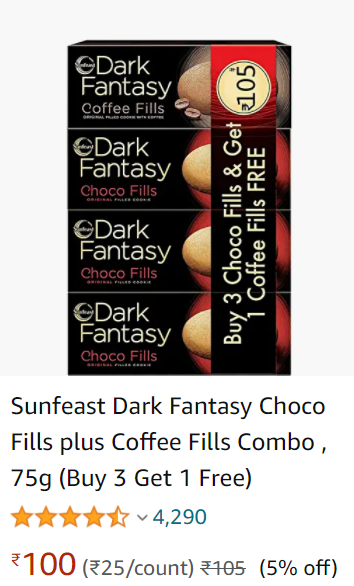 Sunfeast
Dark
Fantasy
Coffee Fills
ORIGINAL FILLED COOKIE WITH COFFEE
Sunfeast
Dark
Fantasy
Choco Fills
ORIGINAL FILLED COOKIE
Sunfeast
Dark
Fantasy
Choco Fills
ORIGINAL FILLED COOKIE
Sunfeast
Dark
Fantasy
Choco Fills
ORIGINAL FILLED COOKIE
₹105
Buy 3 Choco Fills & Get
1 Coffee Fills FREE
Sunfeast Dark Fantasy Choco
Fills plus Coffee Fills Combo ,
75g (Buy 3 Get 1 Free)
4,290
₹100 (₹25/count) ₹105 (5% off)